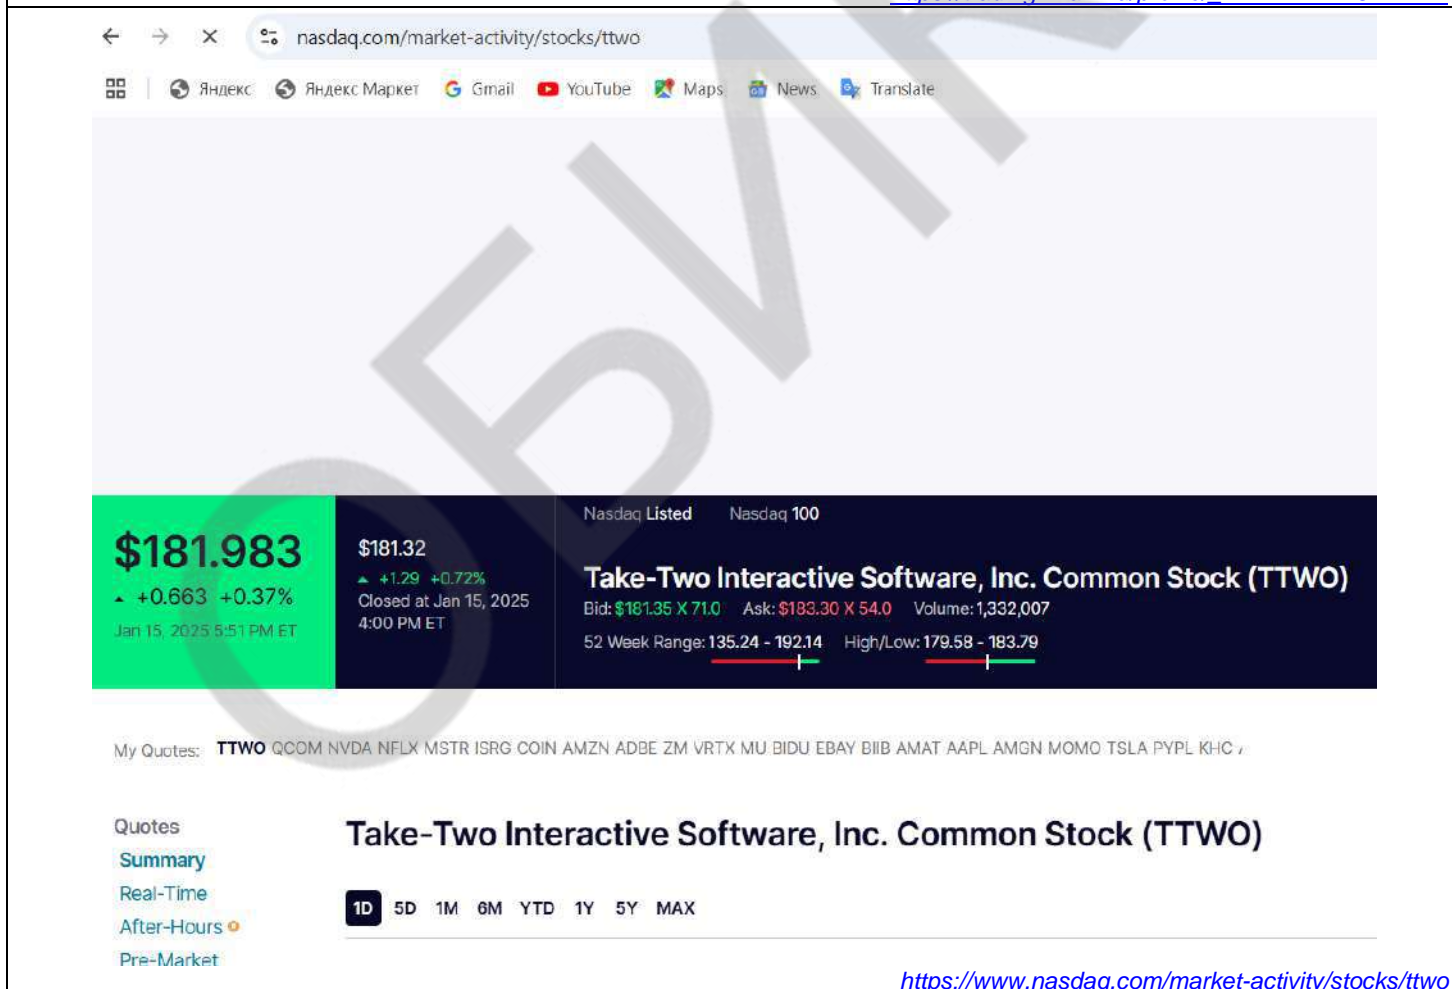 nasdaq.com/market-activity/stocks/ttwo
Яндекс Яндекс Маркет Gmail YouTube Maps News Translate
Nasdaq Listed Nasdaq 100
$181.983
+0.663 +0.37%
Jan 15, 2025 5:51 PM ET
$181.32
+1.29 +0.72%
Closed at Jan 15, 2025
4:00 PM ET
Take-Two Interactive Software, Inc. Common Stock (TTWO)
Bid: $181.35 X 71.0 Ask: $183.30 X 54.0 Volume: 1,332,007
52 Week Range: 135.24 - 192.14 High/Low: 179.58 - 183.79
My Quotes: TTWO QCOM NVDA NFLX MSTR ISRG COIN AMZN ADBE ZM VRTX MU BIDU EBAY BIIB AMAT AAPL AMGN MOMO TSLA PYPL KHC
Quotes
Summary
Real-Time
After-Hours
Pre-Market
Take-Two Interactive Software, Inc. Common Stock (TTWO)
1D 5D 1M 6M YTD 1Y 5Y MAX
https://www.nasdaq.com/market-activity/stocks/ttwo